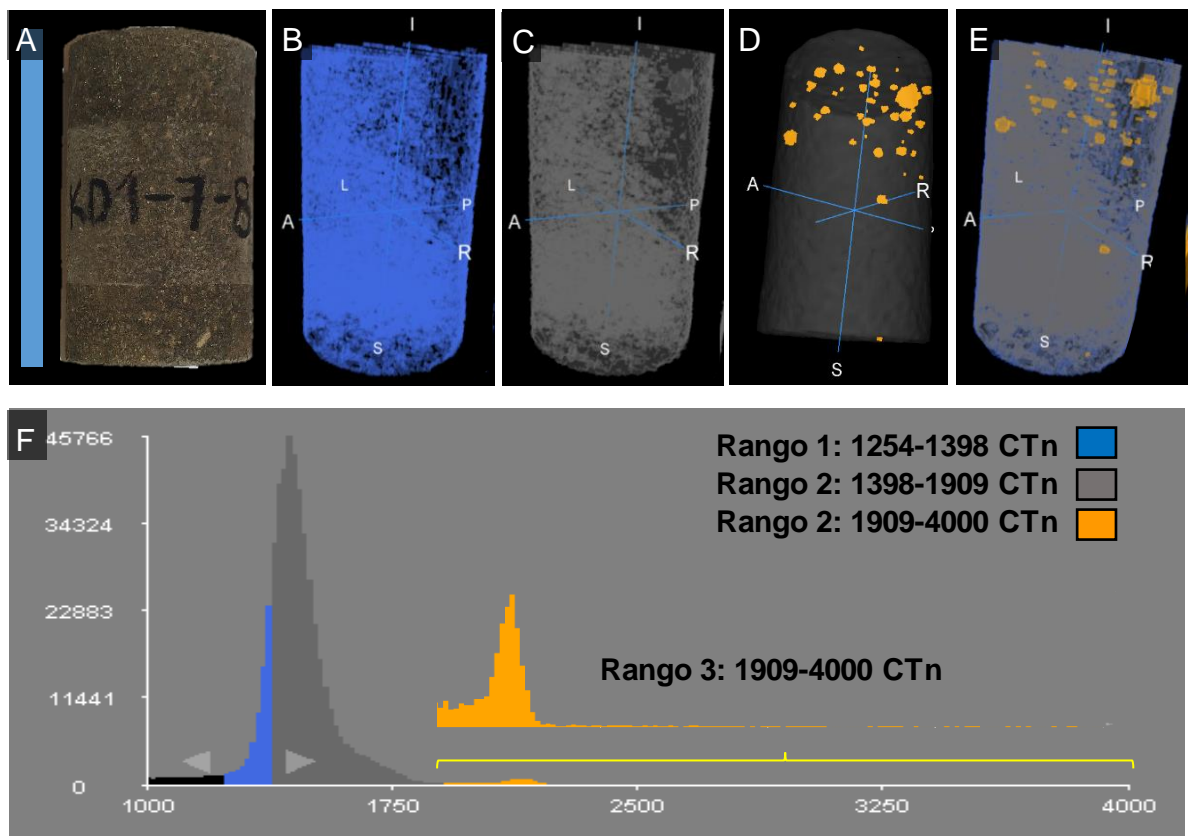 A
KD1-7-8
B
I
L
A
P
R
S
C
I
L
A
P
R
S
D
A
R
P
S
E
I
L
A
P
R
S
F
45766
34324
22883
11441
0
1000 1750 2500 3250 4000
Rango 1: 1254-1398 CTn
Rango 2: 1398-1909 CTn
Rango 2: 1909-4000 CTn
Rango 3: 1909-4000 CTn